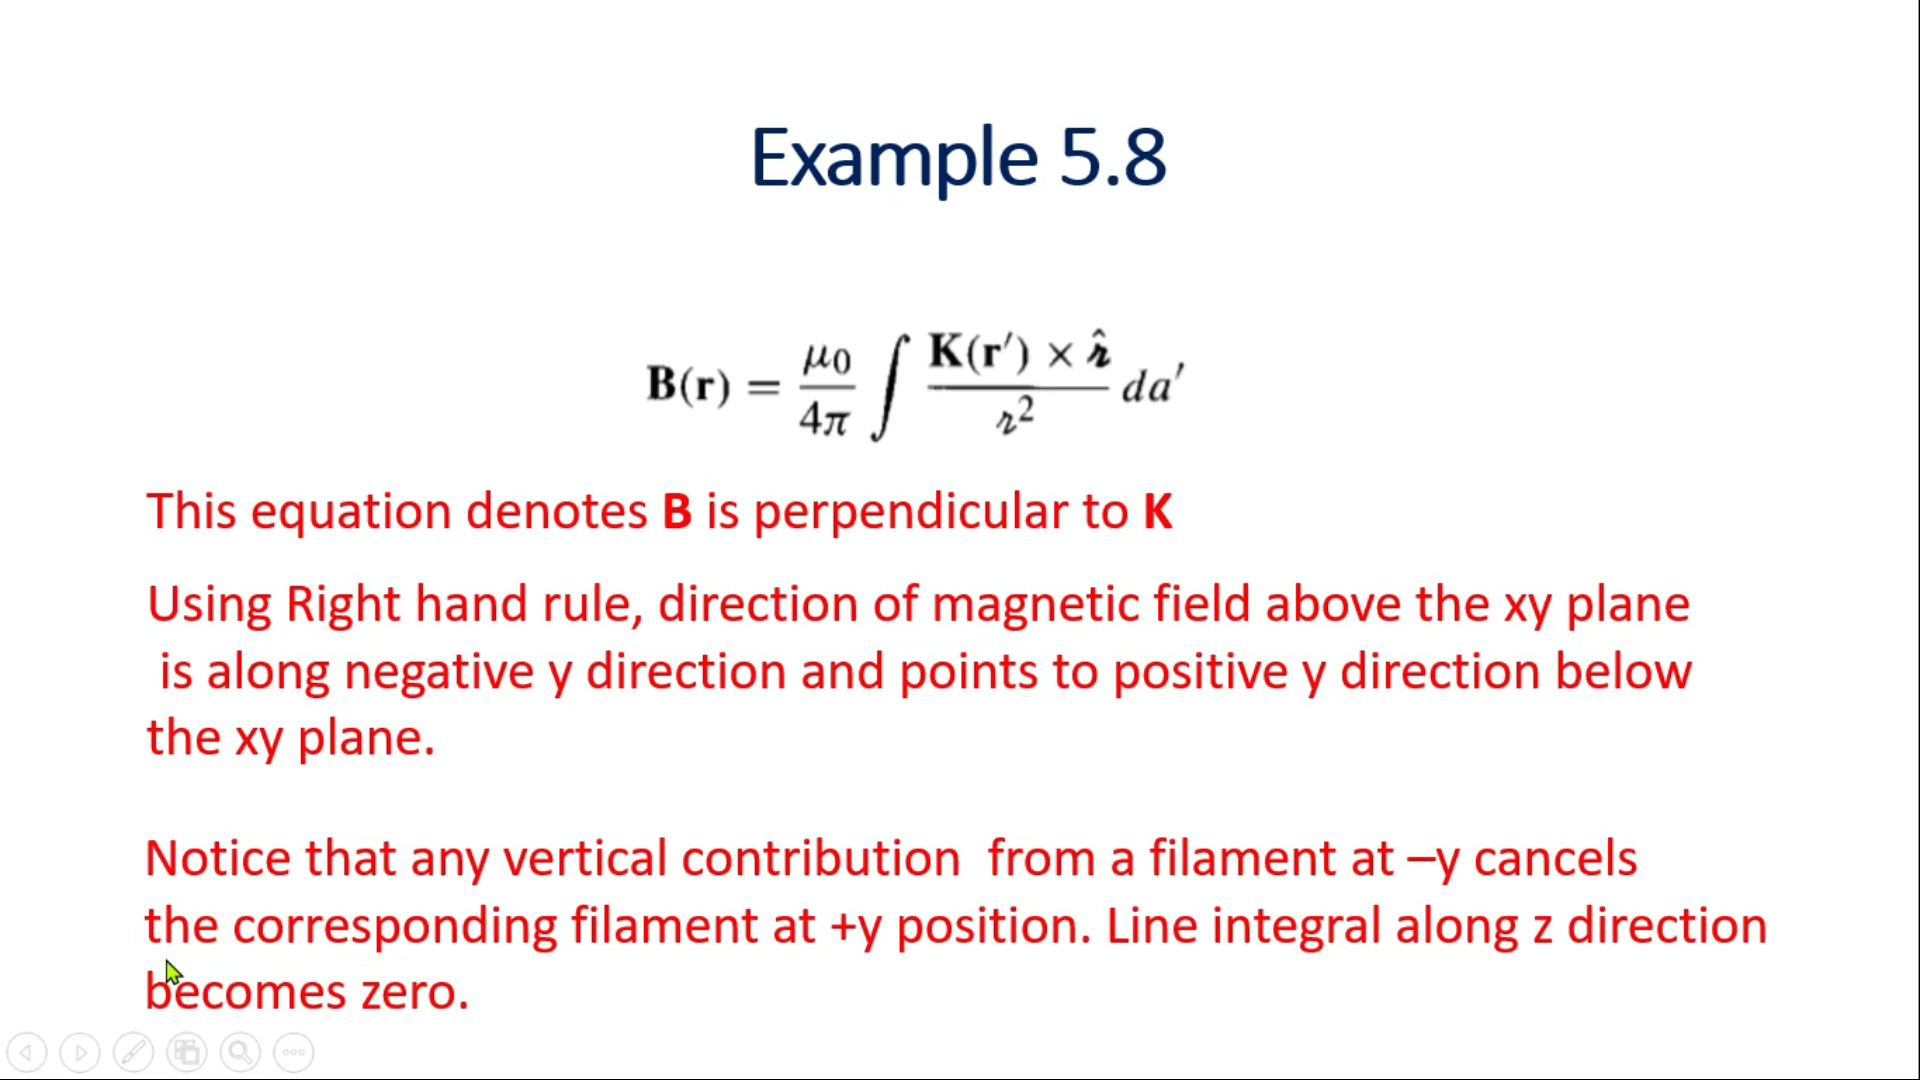 Example 5.8
B(r) = μ0/4π ∫ K(r′) × 𝓇̂ / 𝓇² da′
This equation denotes B is perpendicular to K
Using Right hand rule, direction of magnetic field above the xy plane
is along negative y direction and points to positive y direction below
the xy plane.
Notice that any vertical contribution from a filament at –y cancels
the corresponding filament at +y position. Line integral along z direction
becomes zero.